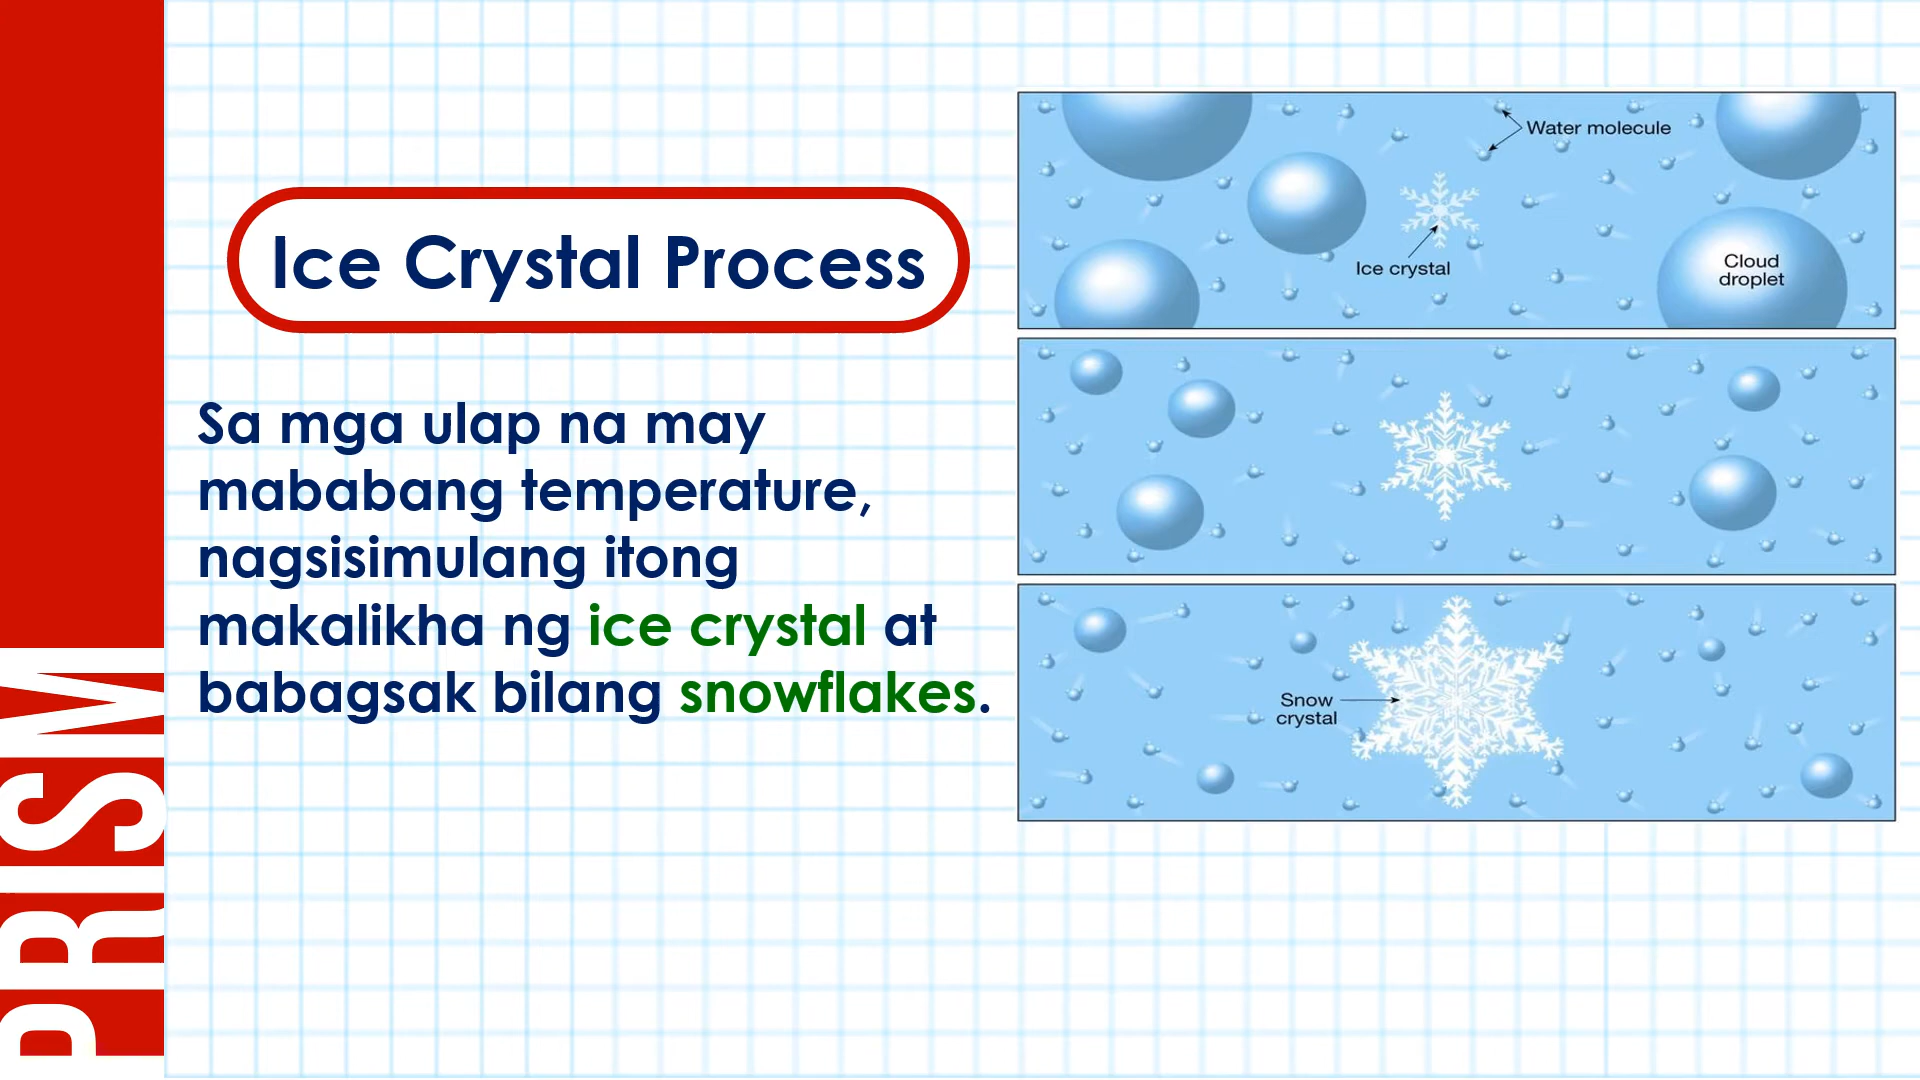 PRISM
Ice Crystal Process
Sa mga ulap na may
mababang temperature,
nagsisimulang itong
makalikha ng ice crystal at
babagsak bilang snowflakes.
Water molecule
Ice crystal
Cloud
droplet
Snow
crystal